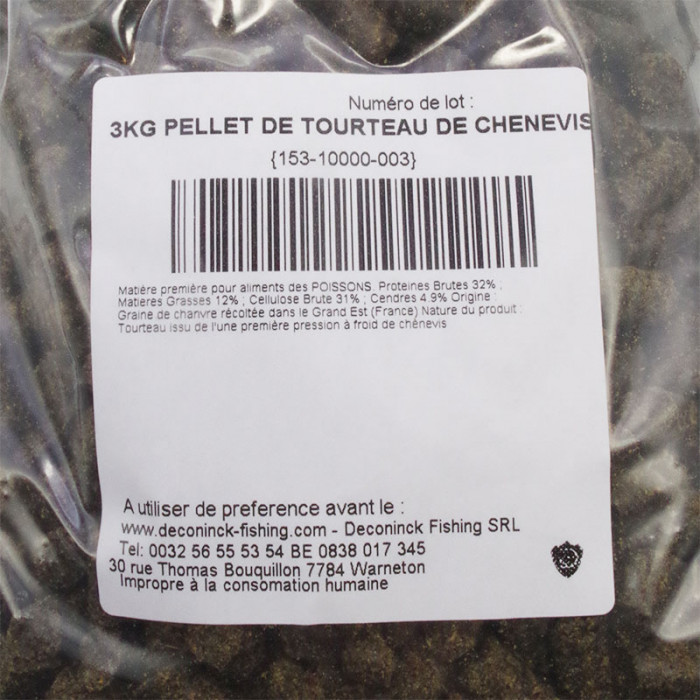 Numéro de lot :
3KG PELLET DE TOURTEAU DE CHENEVIS
{153-10000-003}
Matière première pour aliments des POISSONS. Proteines Brutes 32% ;
Matieres Grasses 12% ; Cellulose Brute 31% ; Cendres 4.9% Origine :
Graine de chanvre récoltée dans le Grand Est (France) Nature du produit :
Tourteau issu de l'une première pression à froid de chènevis
A utiliser de preference avant le :
www.deconinck-fishing.com - Deconinck Fishing SRL
Tel: 0032 56 55 53 54 BE 0838 017 345
30 rue Thomas Bouquillon 7784 Warneton
Impropre à la consomation humaine